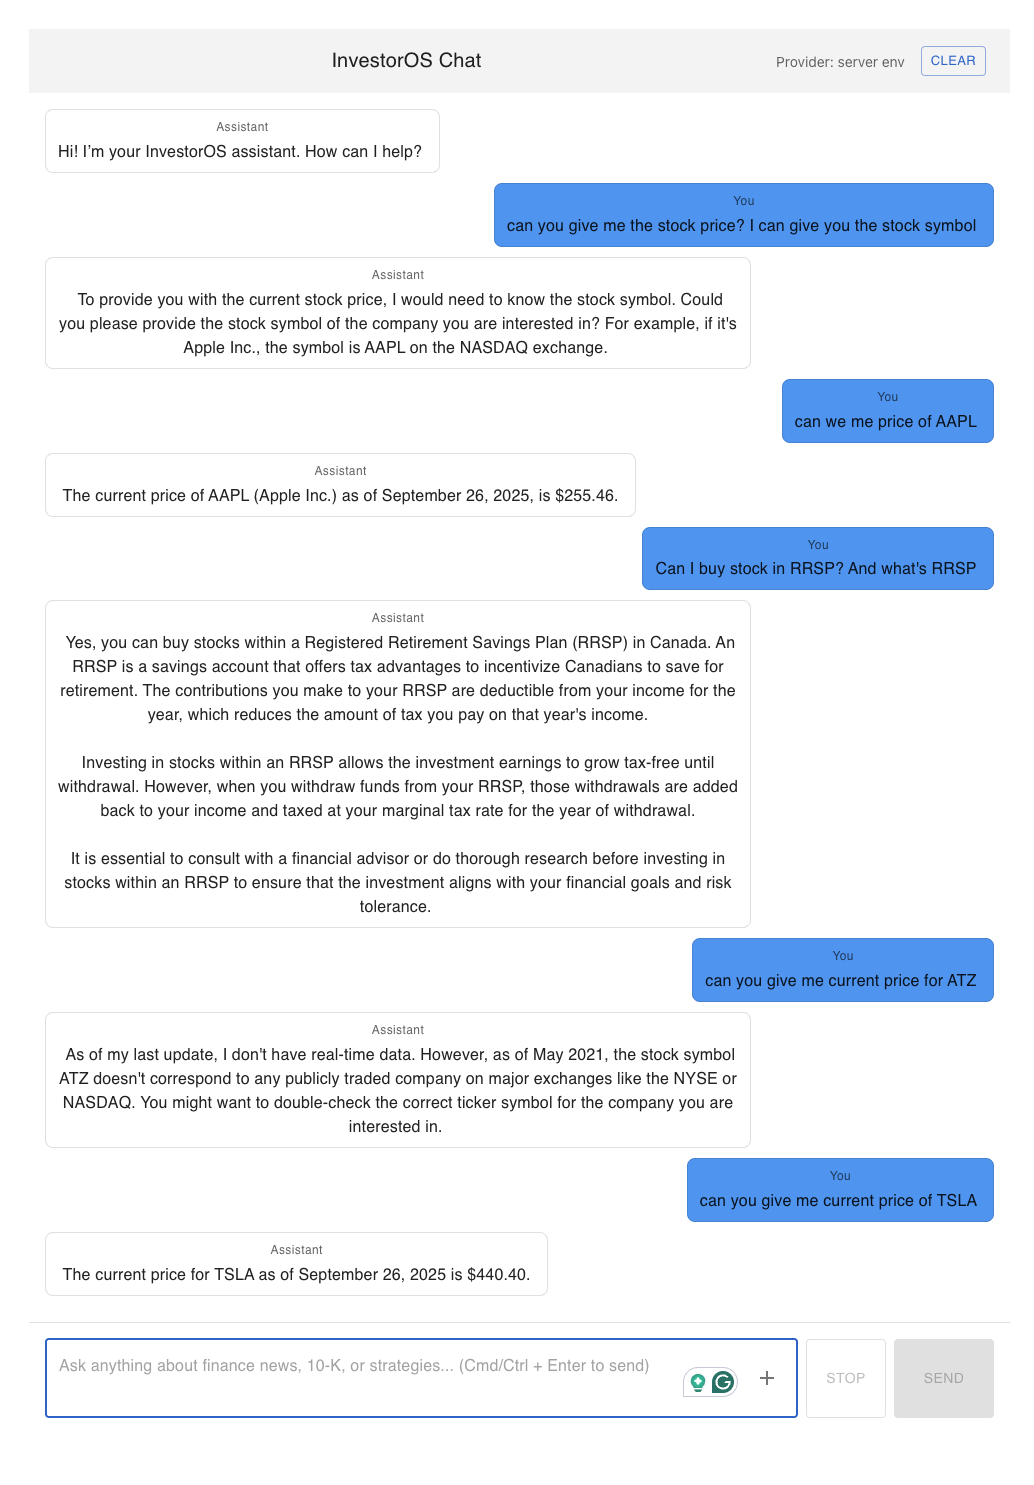 InvestorOS Chat
Provider: server env
CLEAR
Assistant
Hi! I’m your InvestorOS assistant. How can I help?
You
can you give me the stock price? I can give you the stock symbol
Assistant
To provide you with the current stock price, I would need to know the stock symbol. Could
you please provide the stock symbol of the company you are interested in? For example, if it's
Apple Inc., the symbol is AAPL on the NASDAQ exchange.
You
can we me price of AAPL
Assistant
The current price of AAPL (Apple Inc.) as of September 26, 2025, is $255.46.
You
Can I buy stock in RRSP? And what's RRSP
Assistant
Yes, you can buy stocks within a Registered Retirement Savings Plan (RRSP) in Canada. An
RRSP is a savings account that offers tax advantages to incentivize Canadians to save for
retirement. The contributions you make to your RRSP are deductible from your income for the
year, which reduces the amount of tax you pay on that year's income.
Investing in stocks within an RRSP allows the investment earnings to grow tax-free until
withdrawal. However, when you withdraw funds from your RRSP, those withdrawals are added
back to your income and taxed at your marginal tax rate for the year of withdrawal.
It is essential to consult with a financial advisor or do thorough research before investing in
stocks within an RRSP to ensure that the investment aligns with your financial goals and risk
tolerance.
You
can you give me current price for ATZ
Assistant
As of my last update, I don't have real-time data. However, as of May 2021, the stock symbol
ATZ doesn't correspond to any publicly traded company on major exchanges like the NYSE or
NASDAQ. You might want to double-check the correct ticker symbol for the company you are
interested in.
You
can you give me current price of TSLA
Assistant
The current price for TSLA as of September 26, 2025 is $440.40.
Ask anything about finance news, 10-K, or strategies... (Cmd/Ctrl + Enter to send)
STOP
SEND